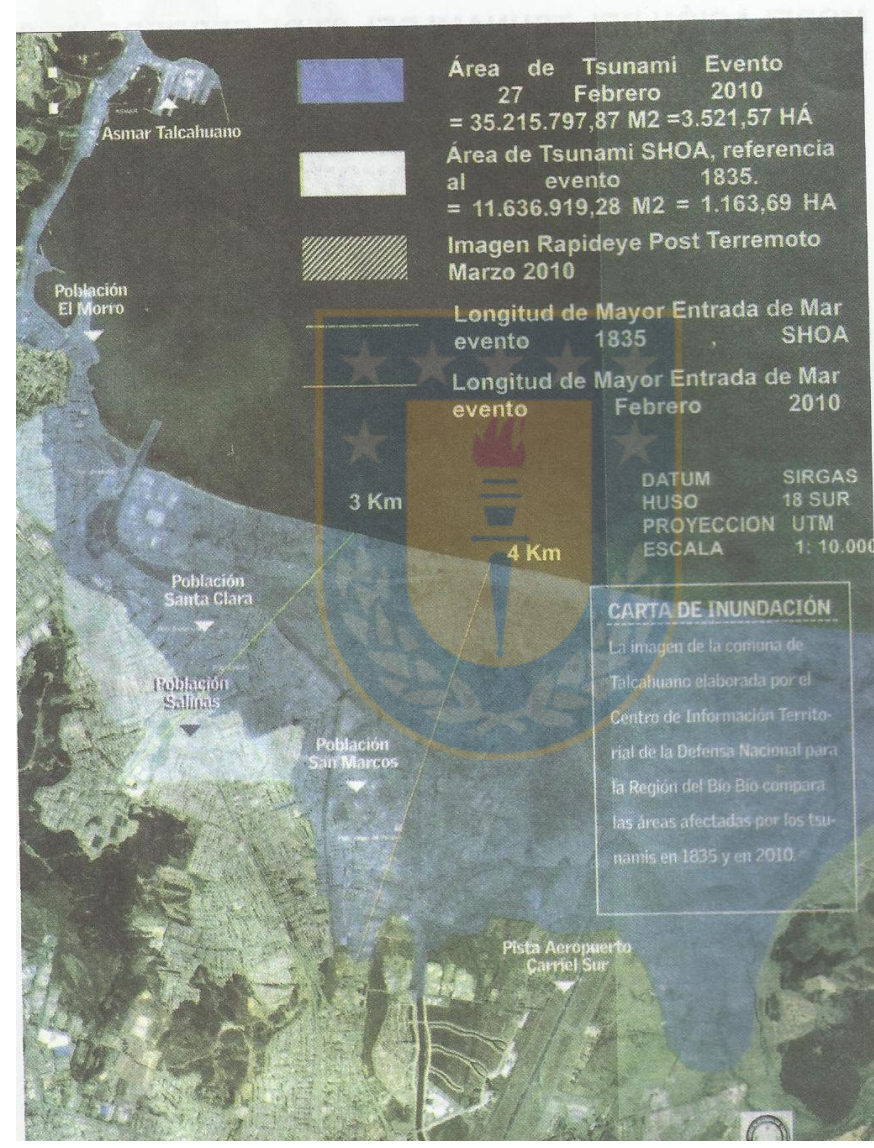 Área de Tsunami Evento
27 Febrero 2010
= 35.215.797,87 M2 =3.521,57 HÁ
Área de Tsunami SHOA, referencia
al evento 1835.
= 11.636.919,28 M2 = 1.163,69 HA
Imagen Rapideye Post Terremoto
Marzo 2010
Longitud de Mayor Entrada de Mar
evento 1835 , SHOA
Longitud de Mayor Entrada de Mar
evento Febrero 2010
DATUM SIRGAS
HUSO 18 SUR
PROYECCION UTM
ESCALA 1: 10.000
Asmar Talcahuano
Población
El Morro
3 Km
4 Km
Población
Santa Clara
Población
Salinas
Población
San Marcos
Pista Aeropuerto
Carriel Sur
CARTA DE INUNDACIÓN
La imagen de la comuna de
Talcahuano elaborada por el
Centro de Información Territo-
rial de la Defensa Nacional para
la Región del Bío Bío compara
las áreas afectadas por los tsu-
namis en 1835 y en 2010.